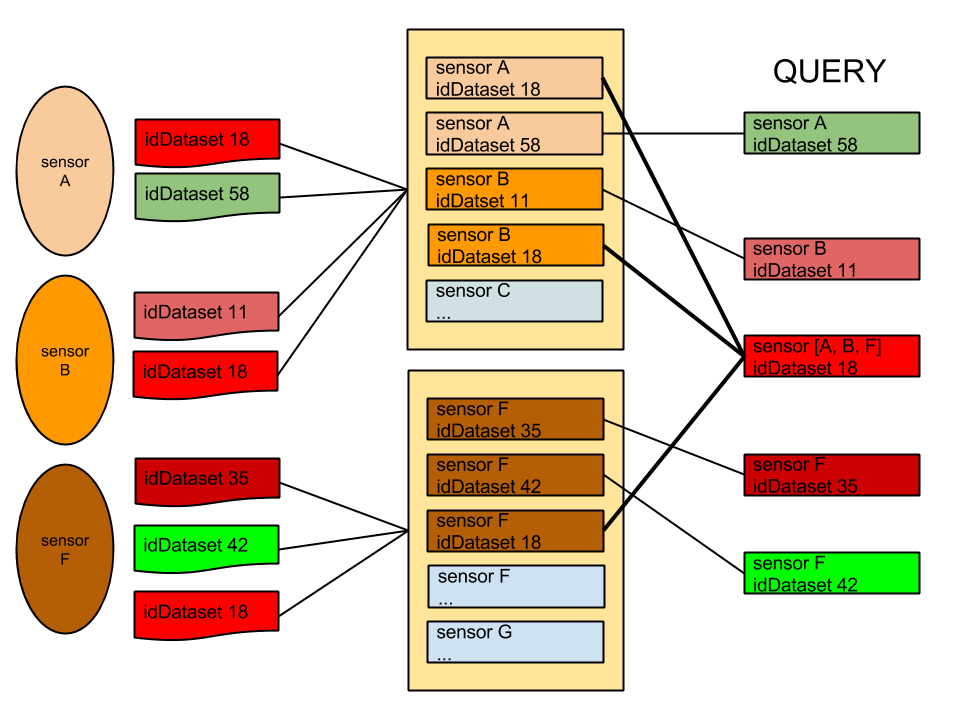 QUERY
sensor
A
idDataset 18
idDataset 58
sensor
B
idDataset 11
idDataset 18
sensor
F
idDataset 35
idDataset 42
idDataset 18
sensor A
idDataset 18
sensor A
idDataset 58
sensor B
idDatset 11
sensor B
idDataset 18
sensor C
...
sensor F
idDataset 35
sensor F
idDataset 42
sensor F
idDataset 18
sensor F
...
sensor G
...
sensor A
idDataset 58
sensor B
idDataset 11
sensor [A, B, F]
idDataset 18
sensor F
idDataset 35
sensor F
idDataset 42